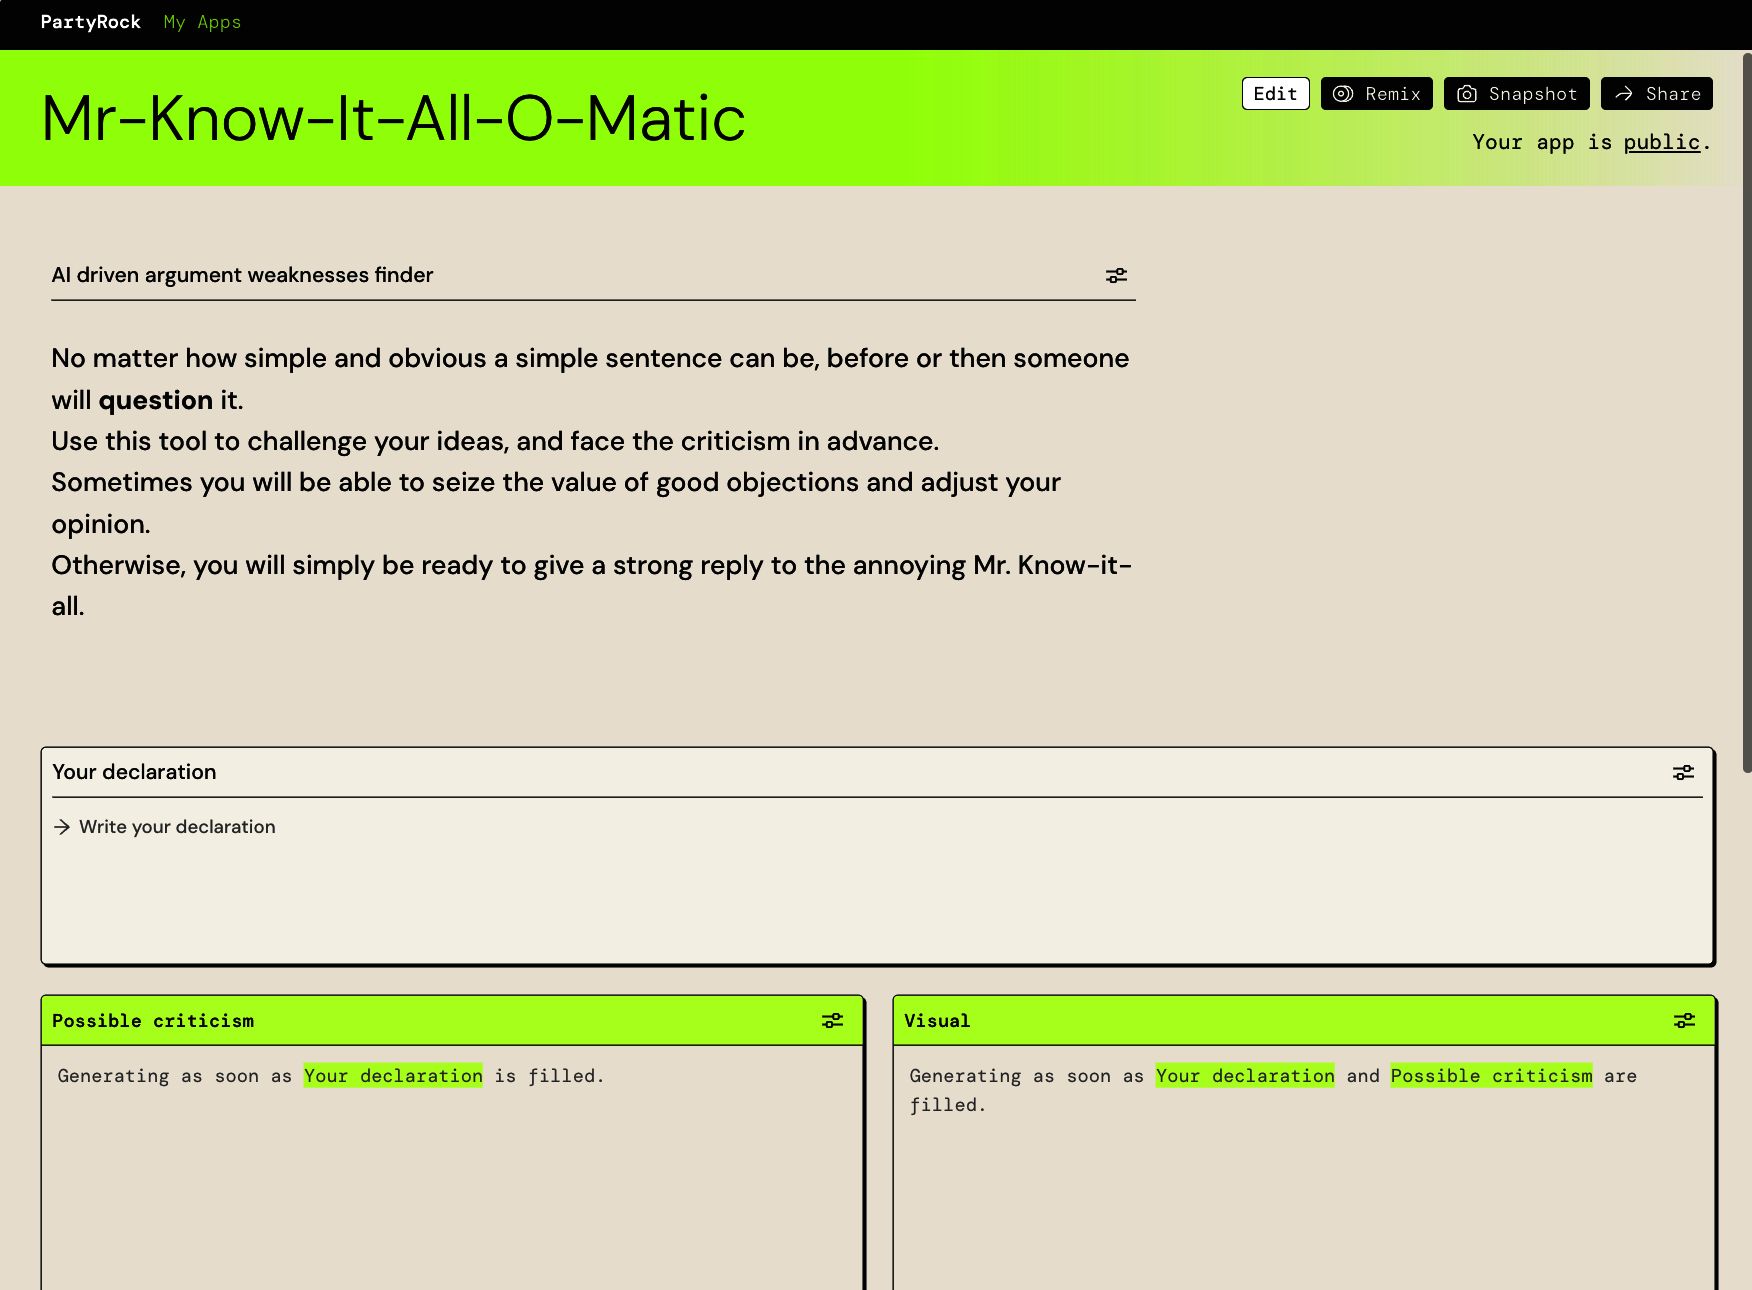 PartyRock My Apps
Mr-Know-It-All-O-Matic
Edit Remix Snapshot Share
Your app is public.
AI driven argument weaknesses finder
No matter how simple and obvious a simple sentence can be, before or then someone
will question it.
Use this tool to challenge your ideas, and face the criticism in advance.
Sometimes you will be able to seize the value of good objections and adjust your
opinion.
Otherwise, you will simply be ready to give a strong reply to the annoying Mr. Know-it-
all.
Your declaration
Write your declaration
Possible criticism
Generating as soon as Your declaration is filled.
Visual
Generating as soon as Your declaration and Possible criticism are
filled.